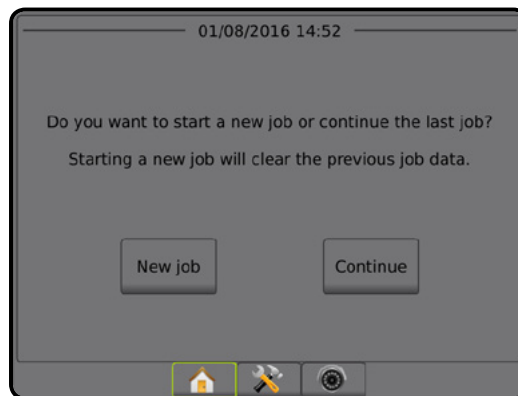 01/08/2016 14:52
Do you want to start a new job or continue the last job?
Starting a new job will clear the previous job data.
New job
Continue